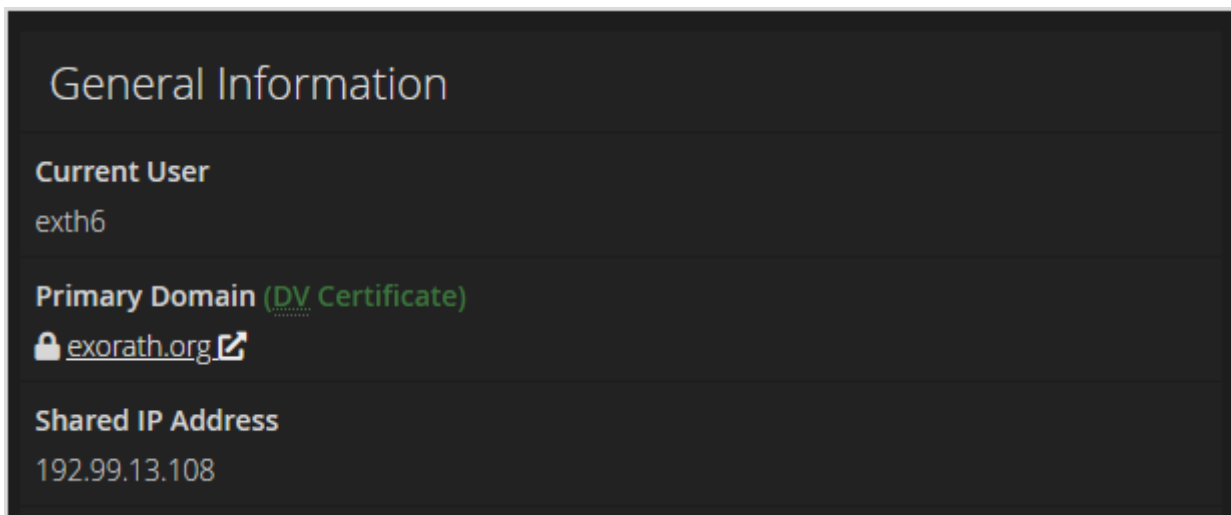 General Information
Current User
exth6
Primary Domain (DV Certificate)
exorath.org
Shared IP Address
192.99.13.108